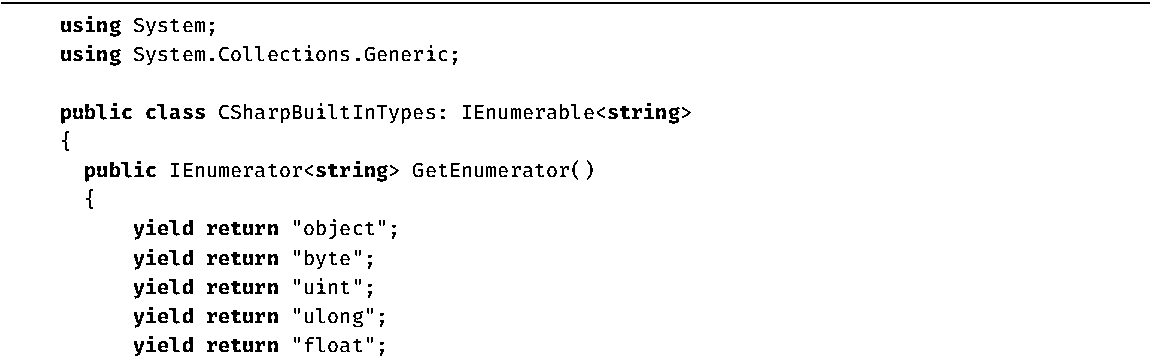 using System;
using System.Collections.Generic;

public class CSharpBuiltInTypes: IEnumerable<string>
{
  public IEnumerator<string> GetEnumerator()
  {
      yield return "object";
      yield return "byte";
      yield return "uint";
      yield return "ulong";
      yield return "float";